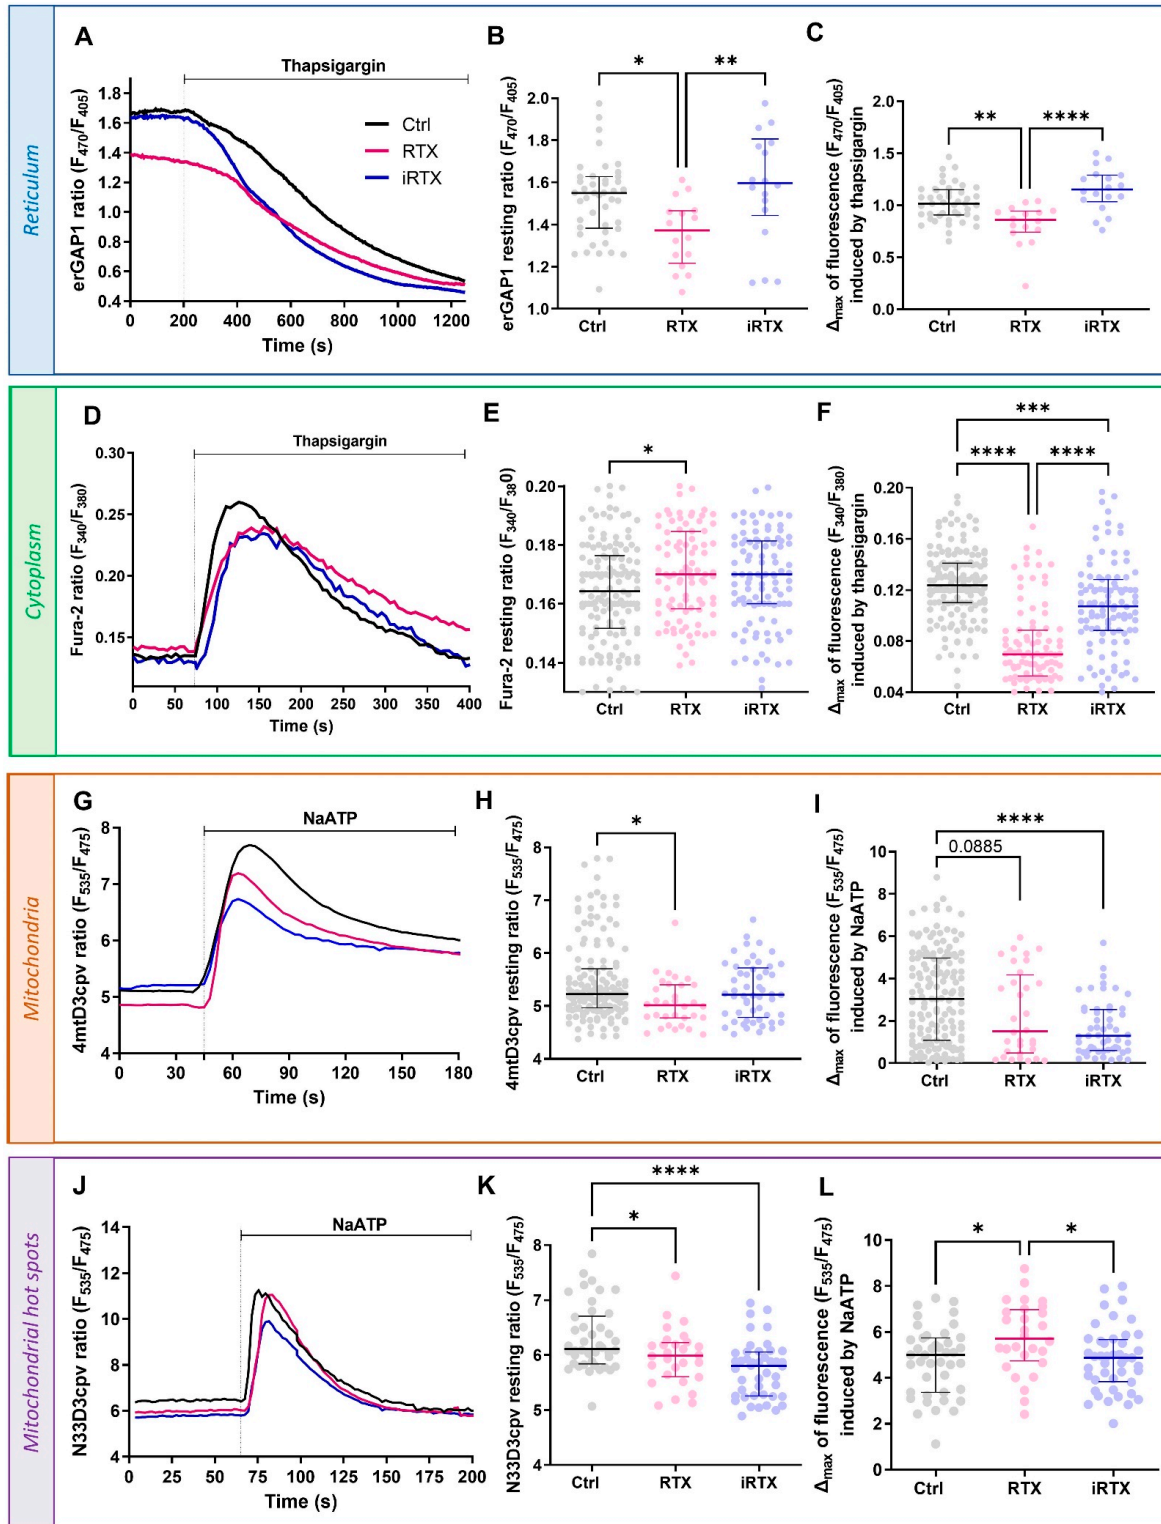 Reticulum
A
erGAP1 ratio (F470/F405)
1.8
1.6
1.4
1.2
1.0
0.8
0.6
0.4
Thapsigargin
Ctrl
RTX
iRTX
0 200 400 600 800 1000 1200
Time (s)
B
erGAP1 resting ratio (F470/F405)
2.0
1.8
1.6
1.4
1.2
1.0
* **
Ctrl RTX iRTX
C
Δmax of fluorescence (F470/F405)
induced by thapsigargin
2.0
1.5
1.0
0.5
0.0
** ****
Ctrl RTX iRTX
Cytoplasm
D
Fura-2 ratio (F340/F380)
0.30
0.25
0.20
0.15
Thapsigargin
0 50 100 150 200 250 300 350 400
Time (s)
E
Fura-2 resting ratio (F340/F380)
0.20
0.18
0.16
0.14
*
Ctrl RTX iRTX
F
Δmax of fluorescence (F340/F380)
induced by thapsigargin
0.20
0.16
0.12
0.08
0.04
***
**** ****
Ctrl RTX iRTX
Mitochondria
G
4mtD3cpv ratio (F535/F475)
8
7
6
5
4
NaATP
0 30 60 90 120 150 180
Time (s)
H
4mtD3cpv resting ratio (F535/F475)
8
7
6
5
4
*
Ctrl RTX iRTX
I
Δmax of fluorescence (F535/F475)
induced by NaATP
10
8
6
4
2
0
****
0.0885
Ctrl RTX iRTX
Mitochondrial hot spots
J
N33D3cpv ratio (F535/F475)
14
12
10
8
6
4
NaATP
0 25 50 75 100 125 150 175 200
Time (s)
K
N33D3cpv resting ratio (F535/F475)
8
7
6
5
4
****
*
Ctrl RTX iRTX
L
Δmax of fluorescence (F535/F475)
induced by NaATP
10
8
6
4
2
0
* *
Ctrl RTX iRTX